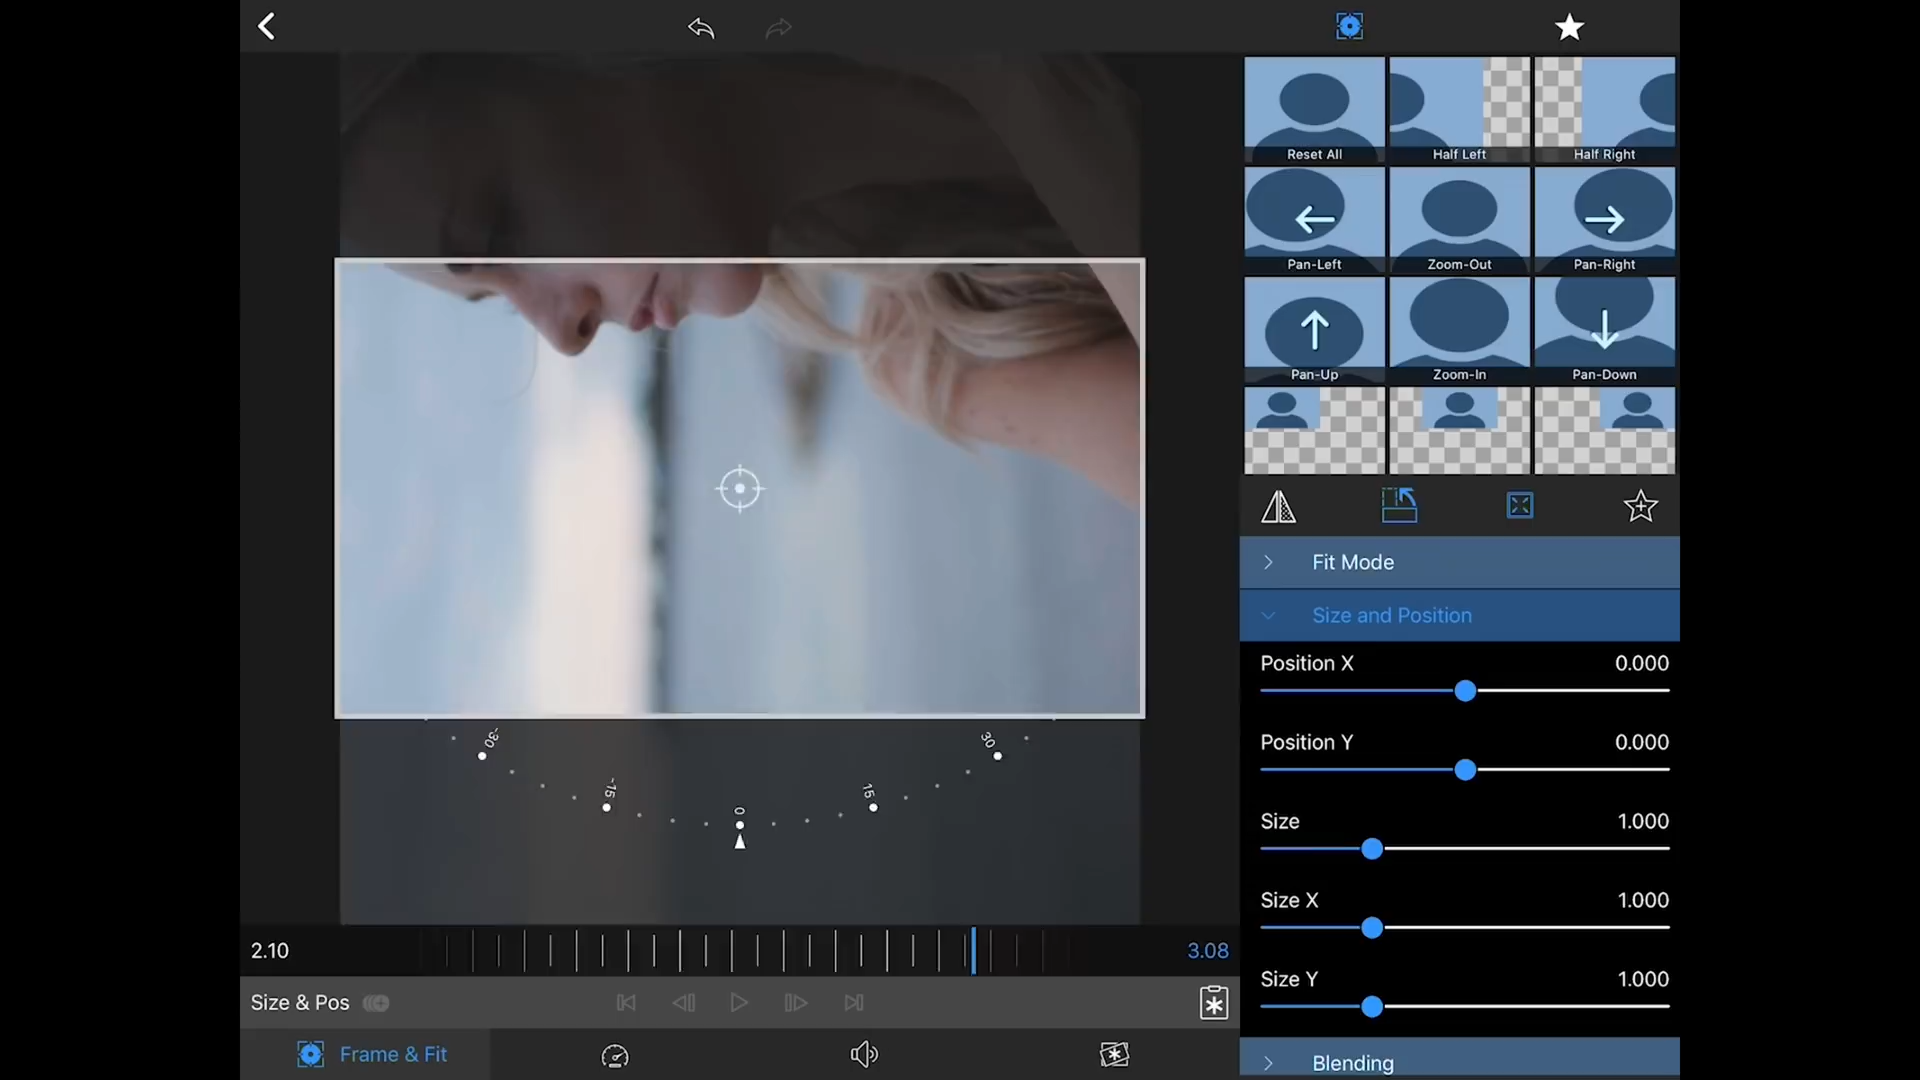 Reset All
Half Left
Half Right
Pan-Left
Zoom-Out
Pan-Right
Pan-Up
Zoom-In
Pan-Down
Fit Mode
Size and Position
Position X 0.000
Position Y 0.000
Size 1.000
Size X 1.000
Size Y 1.000
Blending
-30
-15
0
15
30
2.10
3.08
Size & Pos
Frame & Fit